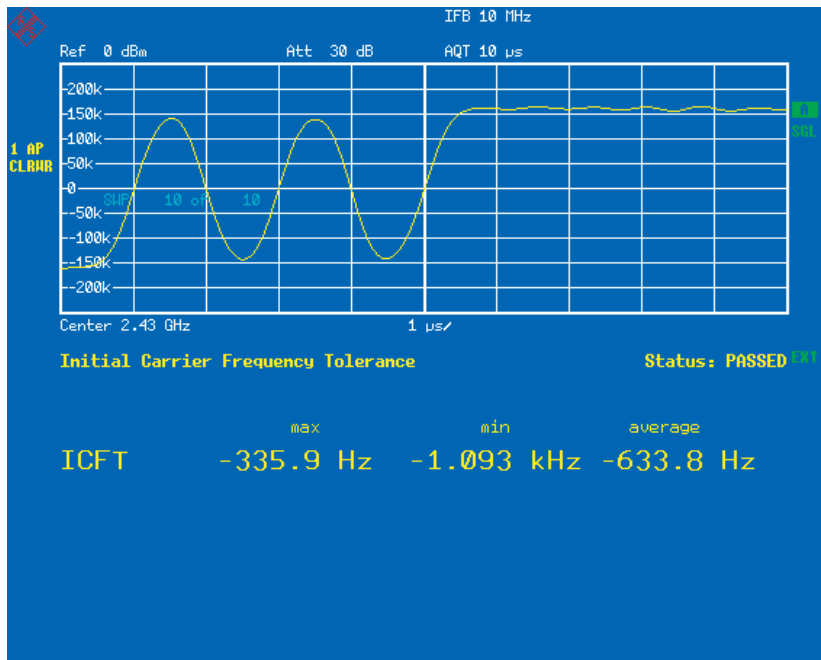 IFB 10 MHz
Ref 0 dBm Att 30 dB AQT 10 µs
-200k
-150k
-100k
-50k
-0
--50k
--100k
--150k
--200k
1 AP
CLRWR
A
SGL
SWP 10 of 10
Center 2.43 GHz 1 µs/
Initial Carrier Frequency Tolerance Status: PASSED
EXT
max min average
ICFT -335.9 Hz -1.093 kHz -633.8 Hz